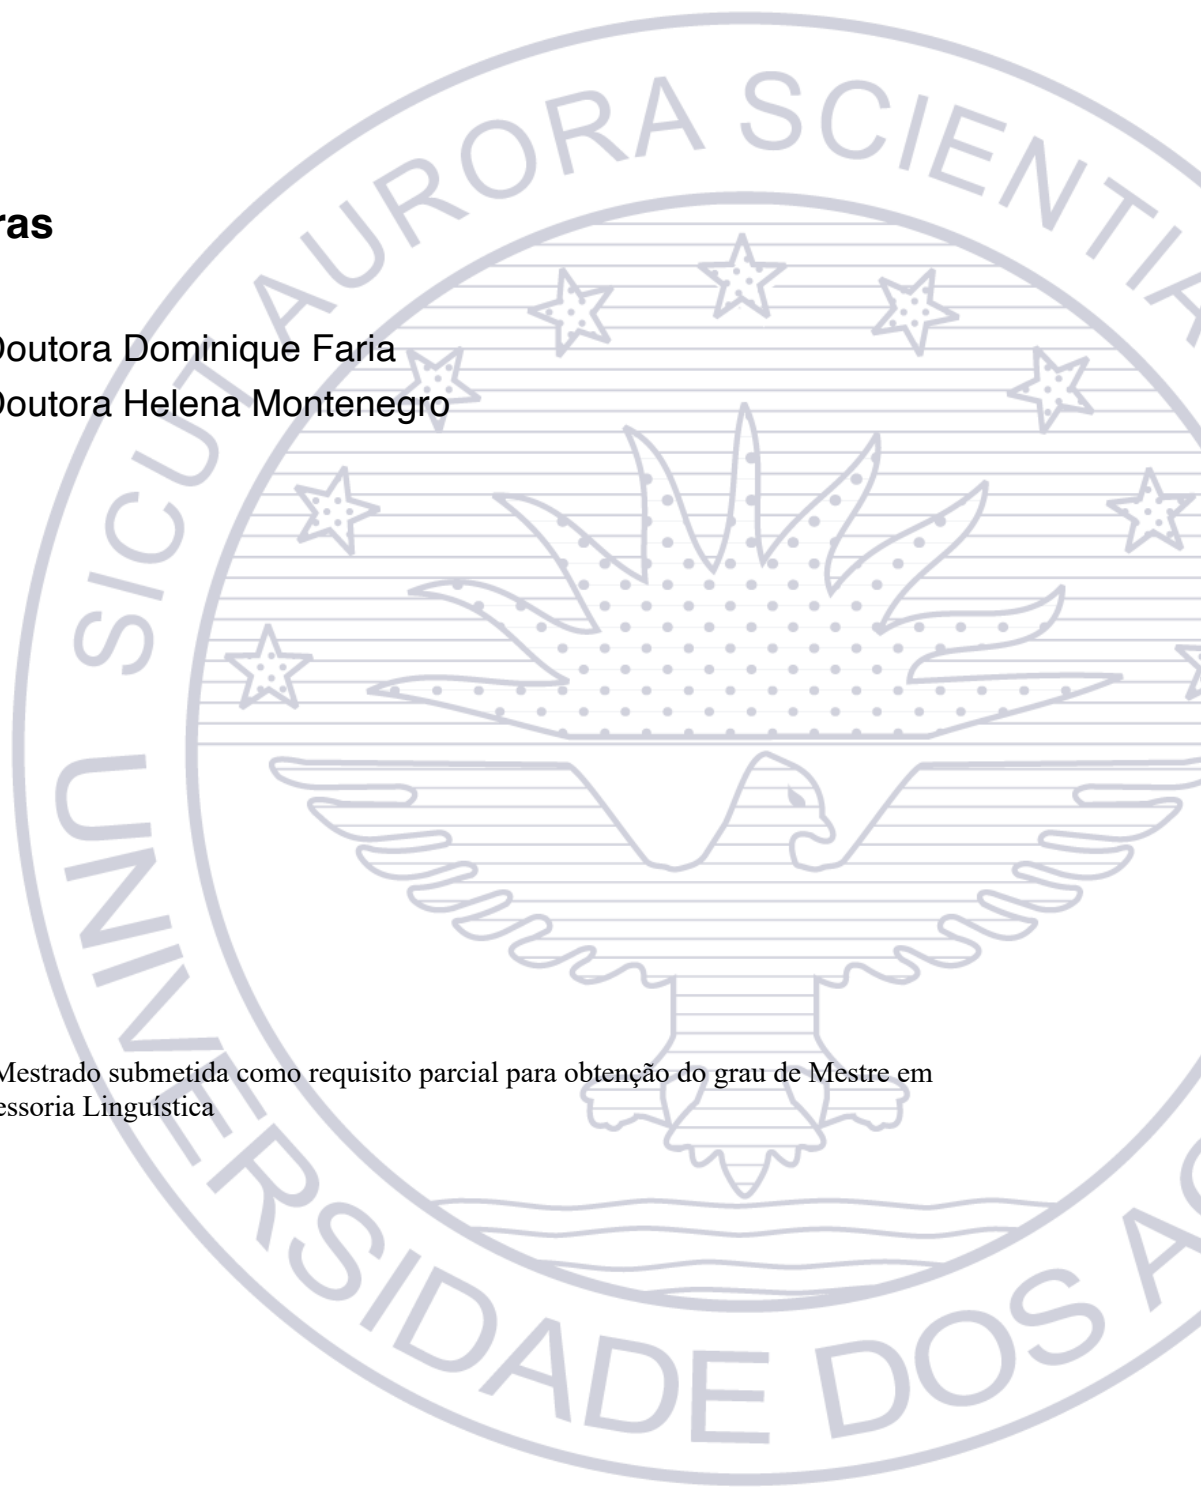 ras
Doutora Dominique Faria
Doutora Helena Montenegro
Mestrado submetida como requisito parcial para obtenção do grau de Mestre em
essoria Linguística
SICUT AURORA SCIENTIA
UNIVERSIDADE DOS AÇ